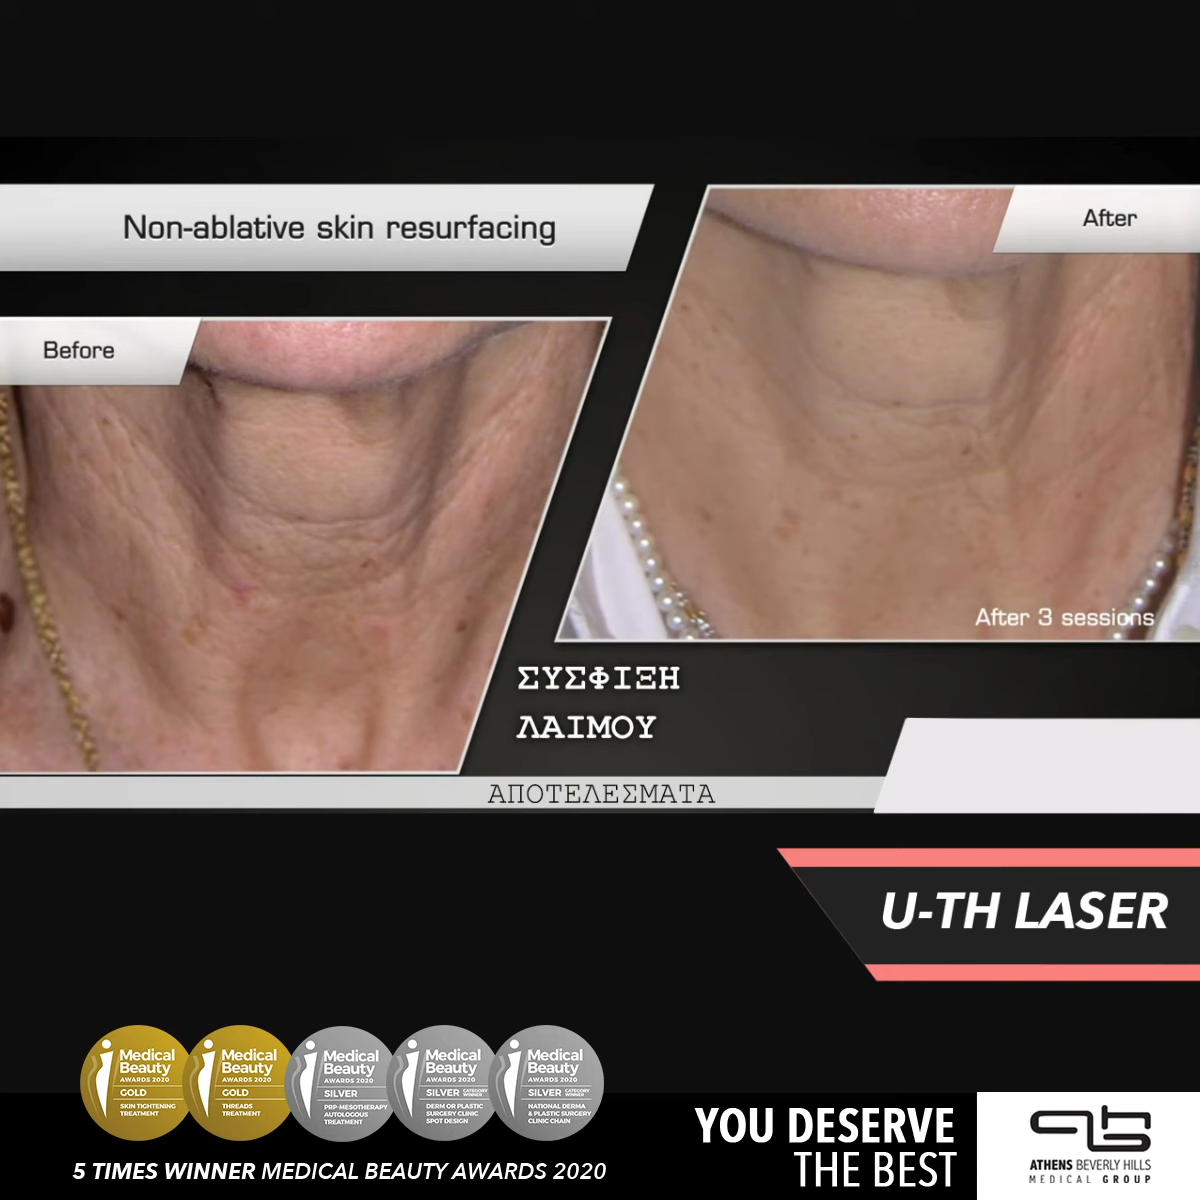 Non-ablative skin resurfacing
After
Before
After 3 sessions
ΣΥΣΦΙΞΗ
ΛΑΙΜΟΥ
ΑΠΟΤΕΛΕΣΜΑΤΑ
U-TH LASER
Medical
Beauty
AWARDS 2020
GOLD
SKIN TIGHTENING
TREATMENT
Medical
Beauty
AWARDS 2020
GOLD
THREADS
TREATMENT
Medical
Beauty
AWARDS 2020
SILVER
PRP-MESOTHERAPY
AUTOLOGOUS
TREATMENT
Medical
Beauty
AWARDS 2020
SILVER CATEGORY WINNER
DERM OR PLASTIC
SURGERY CLINIC
SPOT DESIGN
Medical
Beauty
AWARDS 2020
SILVER CATEGORY WINNER
NATIONAL DERMA
& PLASTIC SURGERY
CLINIC CHAIN
5 TIMES WINNER MEDICAL BEAUTY AWARDS 2020
YOU DESERVE
THE BEST
ATHENS BEVERLY HILLS
MEDICAL GROUP